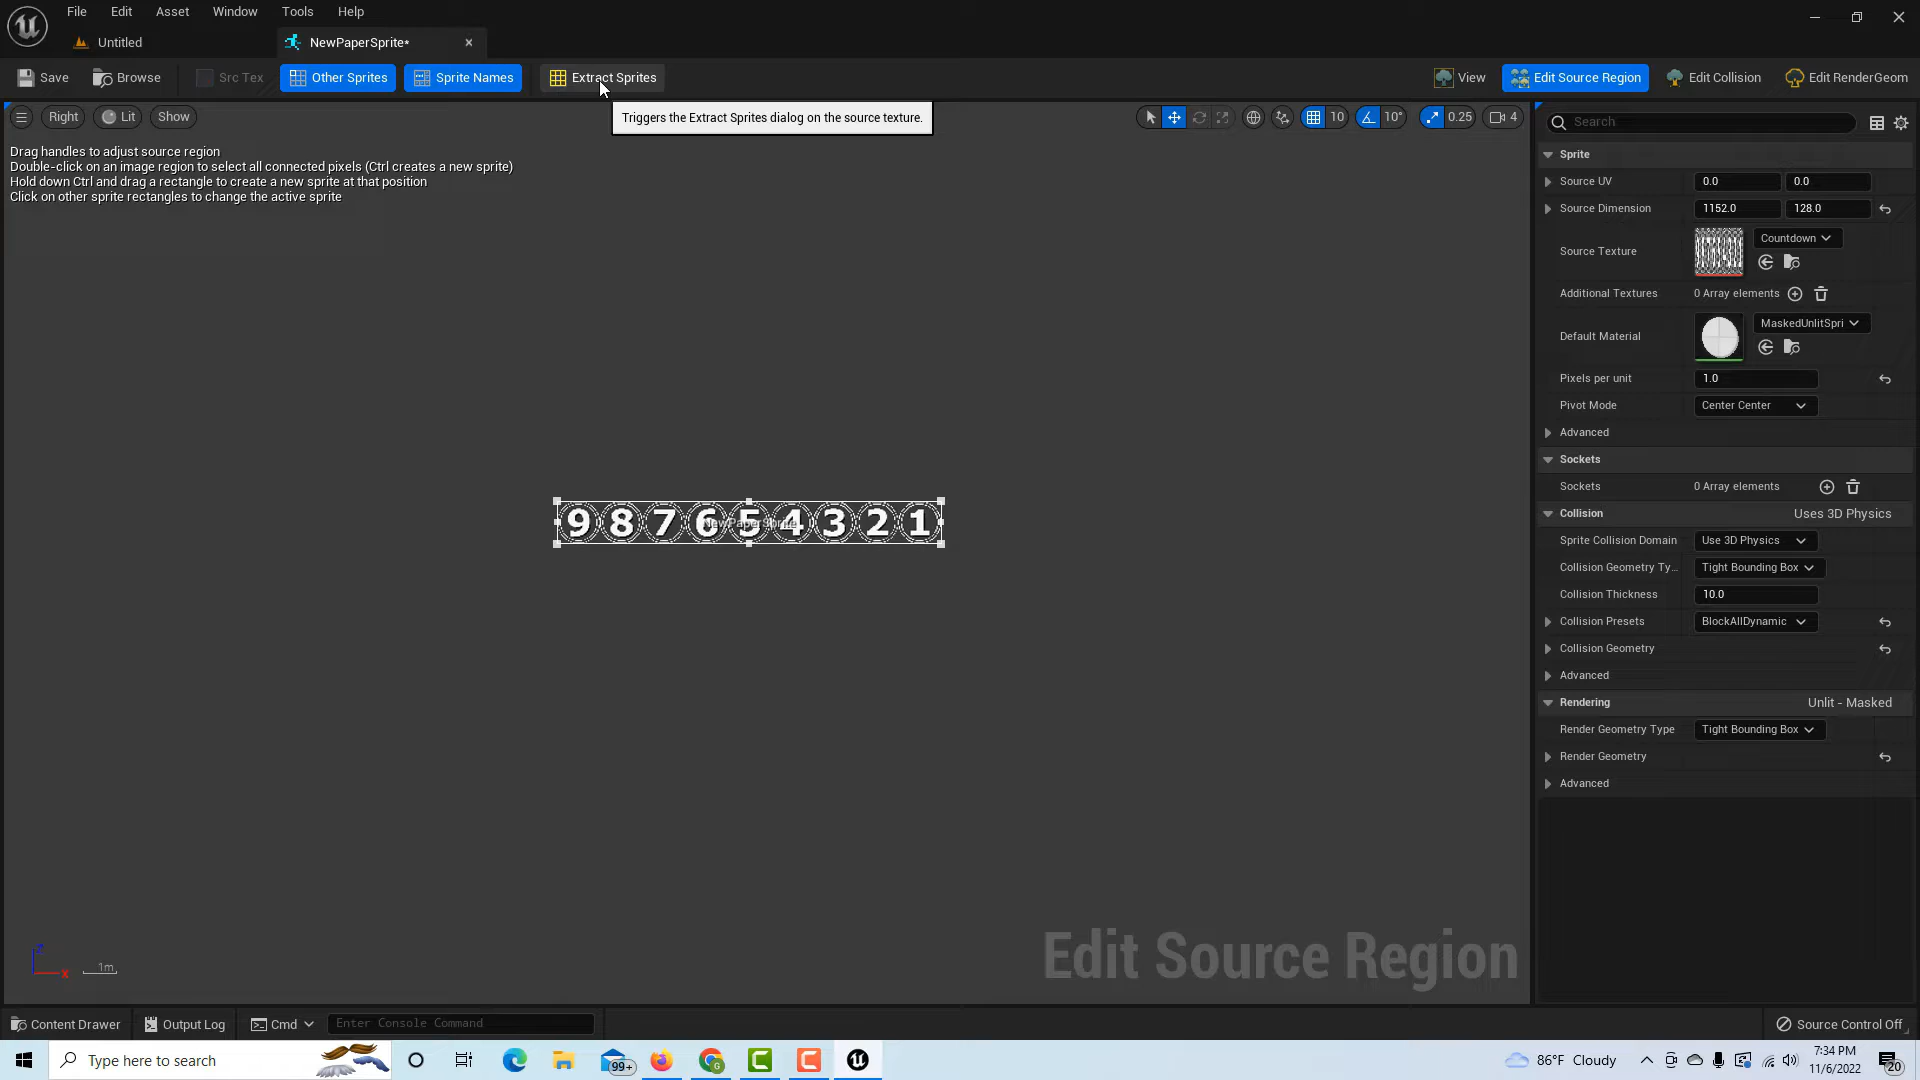 File Edit Asset Window Tools Help
Untitled NewPaperSprite*
Save Browse Src Tex Other Sprites Sprite Names Extract Sprites View Edit Source Region Edit Collision Edit RenderGeom
Triggers the Extract Sprites dialog on the source texture.
Right Lit Show 10 10° 0.25 4
Drag handles to adjust source region
Double-click on an image region to select all connected pixels (Ctrl creates a new sprite)
Hold down Ctrl and drag a rectangle to create a new sprite at that position
Click on other sprite rectangles to change the active sprite
9 8 7 6 5 4 3 2 1
NewPaperSprite
Edit Source Region
1m
Search
Sprite
Source UV 0.0 0.0
Source Dimension 1152.0 128.0
Source Texture Countdown
Additional Textures 0 Array elements
Default Material MaskedUnlitSpri
Pixels per unit 1.0
Pivot Mode Center Center
Advanced
Sockets
Sockets 0 Array elements
Collision Uses 3D Physics
Sprite Collision Domain Use 3D Physics
Collision Geometry Ty... Tight Bounding Box
Collision Thickness 10.0
Collision Presets BlockAllDynamic
Collision Geometry
Advanced
Rendering Unlit - Masked
Render Geometry Type Tight Bounding Box
Render Geometry
Advanced
Content Drawer Output Log Cmd Enter Console Command Source Control Off
Type here to search 99+ 86°F Cloudy 7:34 PM
11/6/2022 20